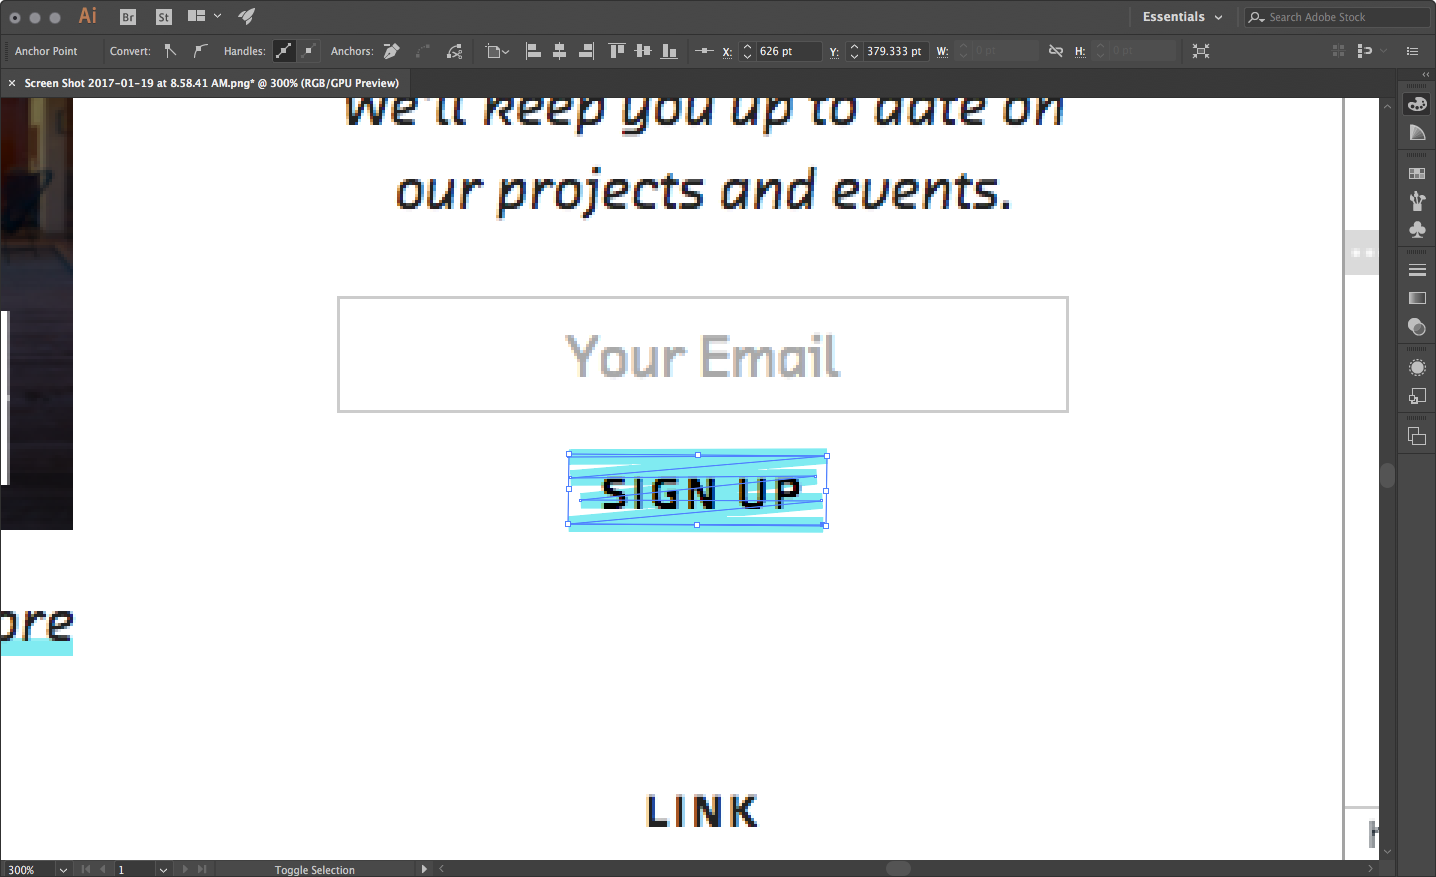 Ai Br St Essentials Search Adobe Stock
Anchor Point Convert: Handles: Anchors: X: 626 pt Y: 379.333 pt W: 0 pt H: 0 pt
× Screen Shot 2017-01-19 at 8.58.41 AM.png* @ 300% (RGB/GPU Preview)
We'll keep you up to date on
our projects and events.
Your Email
SIGN UP
ore
LINK
300% 1 Toggle Selection